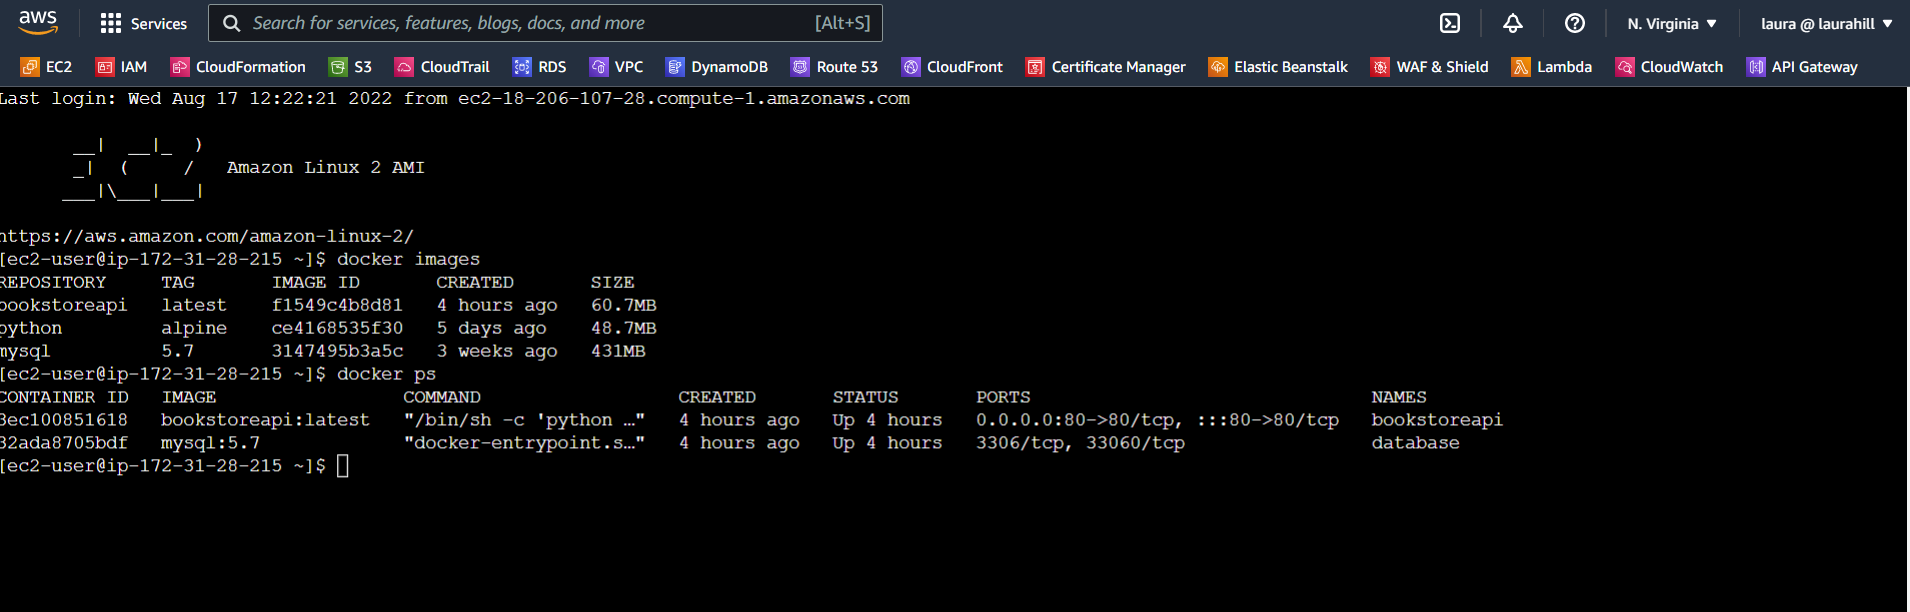 aws Services Search for services, features, blogs, docs, and more [Alt+S] N. Virginia ▼ laura @ laurahill ▼
EC2 IAM CloudFormation S3 CloudTrail RDS VPC DynamoDB Route 53 CloudFront Certificate Manager Elastic Beanstalk WAF & Shield Lambda CloudWatch API Gateway
Last login: Wed Aug 17 12:22:21 2022 from ec2-18-206-107-28.compute-1.amazonaws.com
__|  __|_  )
_|  (     /   Amazon Linux 2 AMI
___|\___|___|
https://aws.amazon.com/amazon-linux-2/
[ec2-user@ip-172-31-28-215 ~]$ docker images
REPOSITORY TAG IMAGE ID CREATED SIZE
bookstoreapi latest f1549c4b8d81 4 hours ago 60.7MB
python alpine ce4168535f30 5 days ago 48.7MB
mysql 5.7 3147495b3a5c 3 weeks ago 431MB
[ec2-user@ip-172-31-28-215 ~]$ docker ps
CONTAINER ID IMAGE COMMAND CREATED STATUS PORTS NAMES
3ec100851618 bookstoreapi:latest "/bin/sh -c 'python …" 4 hours ago Up 4 hours 0.0.0.0:80->80/tcp, :::80->80/tcp bookstoreapi
32ada8705bdf mysql:5.7 "docker-entrypoint.s…" 4 hours ago Up 4 hours 3306/tcp, 33060/tcp database
[ec2-user@ip-172-31-28-215 ~]$